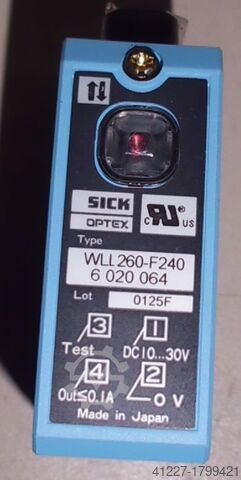 SICK
OPTEX
C US
Type
WLL260-F240
6 020 064
Lot 0125F
3 1
Test DC10...30V
4 2
Out≤0.1A 0 V
Made in Japan
41227-1799421